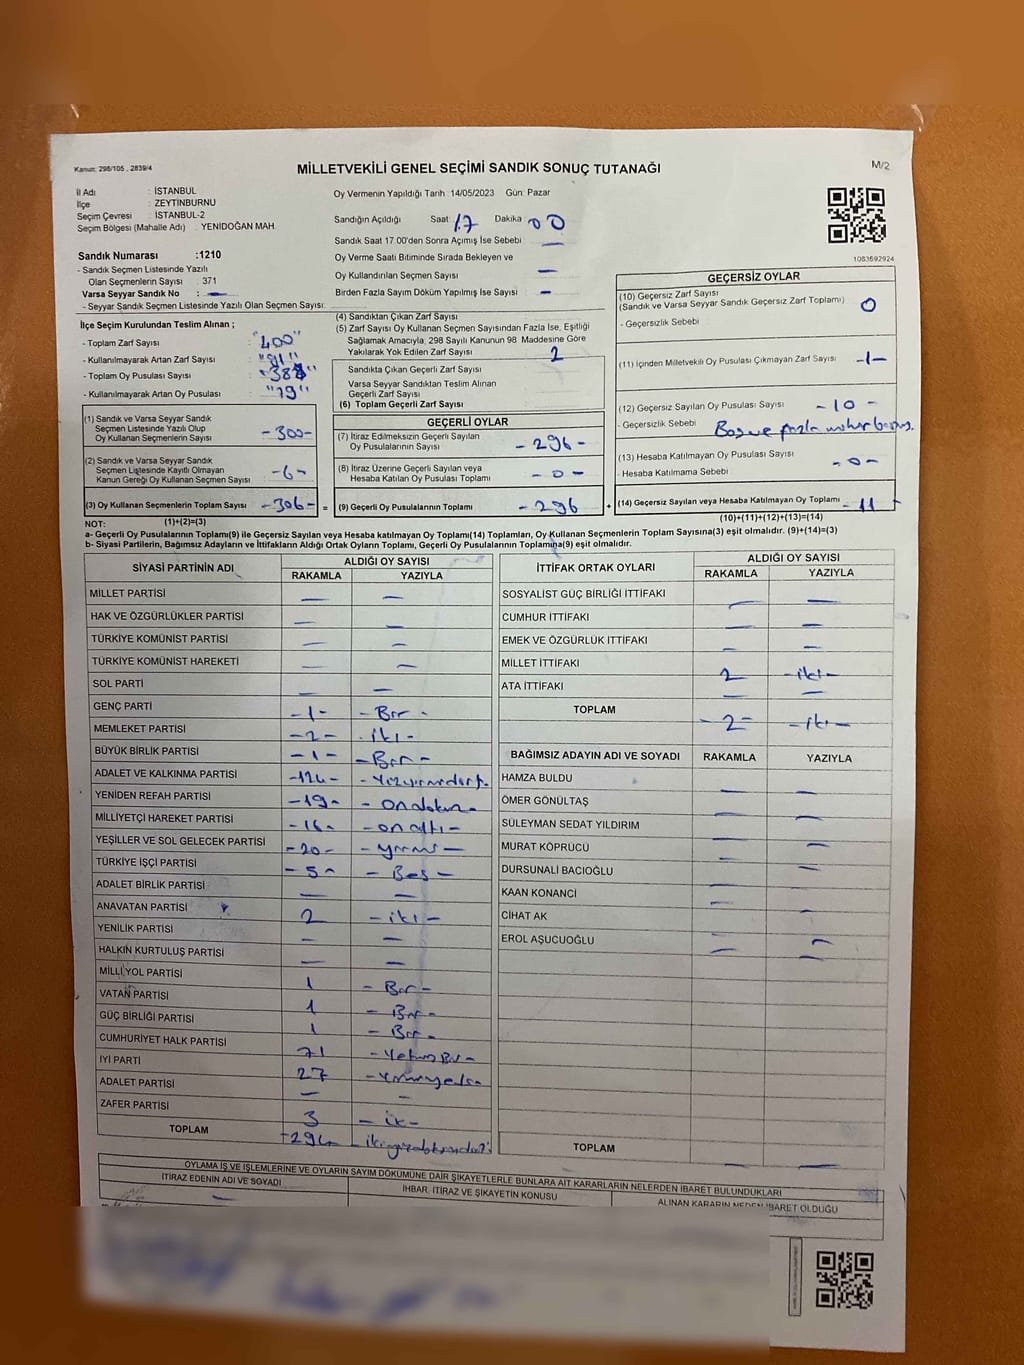 Kanun: 298/105 , 2839/4
MİLLETVEKİLİ GENEL SEÇİMİ SANDIK SONUÇ TUTANAĞI
M/2
İl Adı : İSTANBUL
İlçe : ZEYTİNBURNU
Seçim Çevresi : İSTANBUL-2
Seçim Bölgesi (Mahalle Adı) : YENIDOĞAN MAH
Oy Vermenin Yapıldığı Tarih :14/05/2023 Gün: Pazar
Sandığın Açıldığı Saat 17 Dakika 00
Sandık Saat 17.00'den Sonra Açımış İse Sebebi —
Oy Verme Saati Bitiminde Sırada Bekleyen ve
Oy Kullandırılan Seçmen Sayısı —
Birden Fazla Sayım Döküm Yapılmış İse Sayısı -
1083692924
Sandık Numarası :1210
- Sandık Seçmen Listesinde Yazılı
Olan Seçmenlerin Sayısı : 371
Varsa Seyyar Sandık No : —
- Seyyar Sandık Seçmen Listesinde Yazılı Olan Seçmen Sayısı:
İlçe Seçim Kurulundan Teslim Alınan ;
- Toplam Zarf Sayısı : "400"
- Kullanılmayarak Artan Zarf Sayısı : "91"
- Toplam Oy Pusulası Sayısı :
- Kullanılmayarak Artan Oy Pusulası : "79"
(4) Sandıktan Çıkan Zarf Sayısı
(5) Zarf Sayısı Oy Kullanan Seçmen Sayısından Fazla İse, Eşitliği
Sağlamak Amacıyla, 298 Sayılı Kanunun 98. Maddesine Göre
Yakılarak Yok Edilen Zarf Sayısı 2
Sandıkta Çıkan Geçerli Zarf Sayısı
Varsa Seyyar Sandıktan Teslim Alınan
Geçerli Zarf Sayısı
(6) Toplam Geçerli Zarf Sayısı
GEÇERSİZ OYLAR
(10) Geçersiz Zarf Sayısı
(Sandık ve Varsa Seyyar Sandık Geçersiz Zarf Toplamı) 0
- Geçersizlik Sebebi
(11) İçinden Milletvekili Oy Pusulası Çıkmayan Zarf Sayısı -1-
(12) Geçersiz Sayılan Oy Pusulası Sayısı - 10 -
- Geçersizlik Sebebi Boş ve fazla mühür
(13) Hesaba Katılmayan Oy Pusulası Sayısı - 0 -
- Hesaba Katılmama Sebebi
(14) Geçersiz Sayılan veya Hesaba Katılmayan Oy Toplamı - 11 -
(10)+(11)+(12)+(13)=(14)
(1) Sandık ve Varsa Seyyar Sandık
Seçmen Listesinde Yazılı Olup
Oy Kullanan Seçmenlerin Sayısı -300-
(2) Sandık ve Varsa Seyyar Sandık
Seçmen Listesinde Kayıtlı Olmayan
Kanun Gereği Oy Kullanan Seçmen Sayısı -6-
(3) Oy Kullanan Seçmenlerin Toplam Sayısı -306- =
(1)+(2)=(3)
GEÇERLİ OYLAR
(7) İtiraz Edilmeksizin Geçerli Sayılan
Oy Pusulalarının Sayısı - 296 -
(8) İtiraz Üzerine Geçerli Sayılan veya
Hesaba Katılan Oy Pusulası Toplamı - 0 -
(9) Geçerli Oy Pusulalarının Toplamı - 296 +
NOT:
a- Geçerli Oy Pusulalarının Toplamı(9) ile Geçersiz Sayılan veya Hesaba katılmayan Oy Toplamı(14) Toplamları, Oy Kullanan Seçmenlerin Toplam Sayısına(3) eşit olmalıdır. (9)+(14)=(3)
b- Siyasi Partilerin, Bağımsız Adayların ve İttifakların Aldığı Ortak Oyların Toplamı, Geçerli Oy Pusulalarının Toplamına(9) eşit olmalıdır.
SİYASİ PARTİNİN ADI ALDIĞI OY SAYISI
RAKAMLA YAZIYLA
MİLLET PARTİSİ — —
HAK VE ÖZGÜRLÜKLER PARTİSİ — —
TÜRKİYE KOMÜNİST PARTİSİ — —
TÜRKİYE KOMÜNİST HAREKETİ — —
SOL PARTİ — —
GENÇ PARTİ -1- - Bir -
MEMLEKET PARTİSİ -2- - iki -
BÜYÜK BİRLİK PARTİSİ -1- - Bir -
ADALET VE KALKINMA PARTİSİ -124- - Yüzyirmidört -
YENİDEN REFAH PARTİSİ -19- - ondokuz -
MİLLİYETÇİ HAREKET PARTİSİ -16- - onaltı -
YEŞİLLER VE SOL GELECEK PARTİSİ -20- - yirmi -
TÜRKİYE İŞÇİ PARTİSİ - 5 - - Beş -
ADALET BİRLİK PARTİSİ — —
ANAVATAN PARTİSİ 2 - iki -
YENİLİK PARTİSİ — —
HALKIN KURTULUŞ PARTİSİ — —
MİLLİ YOL PARTİSİ 1 - Bir -
VATAN PARTİSİ 1 - Bir -
GÜÇ BİRLİĞİ PARTİSİ 1 - Bir -
CUMHURİYET HALK PARTİSİ 71 - Yetmiş Bir -
İYİ PARTİ 27 - Yirmiyedi -
ADALET PARTİSİ — -
ZAFER PARTİSİ 3
TOPLAM -294- - ikiyüzdoksandört
İTTİFAK ORTAK OYLARI ALDIĞI OY SAYISI
RAKAMLA YAZIYLA
SOSYALIST GUÇ BİRLİĞİ İTTİFAKI — —
CUMHUR İTTİFAKI — —
EMEK VE ÖZGÜRLÜK İTTİFAKI — —
MİLLET İTTİFAKI 2 - iki -
ATA İTTİFAKI — —
TOPLAM - 2 - - iki -
BAĞIMSIZ ADAYIN ADI VE SOYADI RAKAMLA YAZIYLA
HAMZA BULDU — —
ÖMER GÖNÜLTAŞ — —
SÜLEYMAN SEDAT YILDIRIM — —
MURAT KÖPRÜCÜ — —
DURSUNALİ BACIOĞLU — —
KAAN KONANCİ — —
CİHAT AK — —
EROL AŞUCUOĞLU — —
TOPLAM — —
OYLAMA İŞ VE İŞLEMLERİNE VE OYLARIN SAYIM DÖKÜMÜNE DAİR ŞİKAYETLERLE BUNLARA AİT KARARLARIN NELERDEN İBARET BULUNDUKLARI
İTİRAZ EDENİN ADI VE SOYADI
İHBAR, İTİRAZ VE ŞİKAYETİN KONUSU
ALINAN KARARIN NEDEN İBARET OLDUĞU